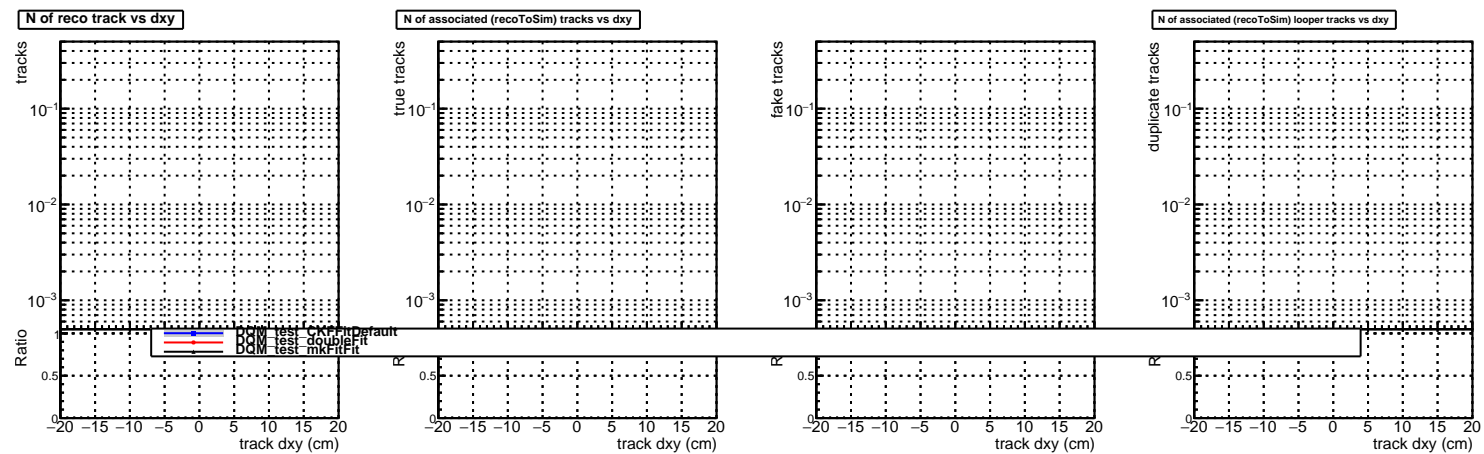 N of reco track vs dxy
N of associated (recoToSim) tracks vs dxy
N of associated (recoToSim) looper tracks vs dxy
tracks
10−1
10−2
10−3
true tracks
10−1
10−2
10−3
fake tracks
10−1
10−2
10−3
duplicate tracks
10−1
10−2
10−3
DQM_test_CKFFitDefault
DQM_test_doubleFit
DQM_test_mkFitFit
Ratio
1
0.5
0
−20 −15 −10 −5 0 5 10 15 20
track dxy (cm)
0.5
0
−20 −15 −10 −5 0 5 10 15 20
track dxy (cm)
0.5
0
−20 −15 −10 −5 0 5 10 15 20
track dxy (cm)
0.5
0
−20 −15 −10 −5 0 5 10 15 20
track dxy (cm)